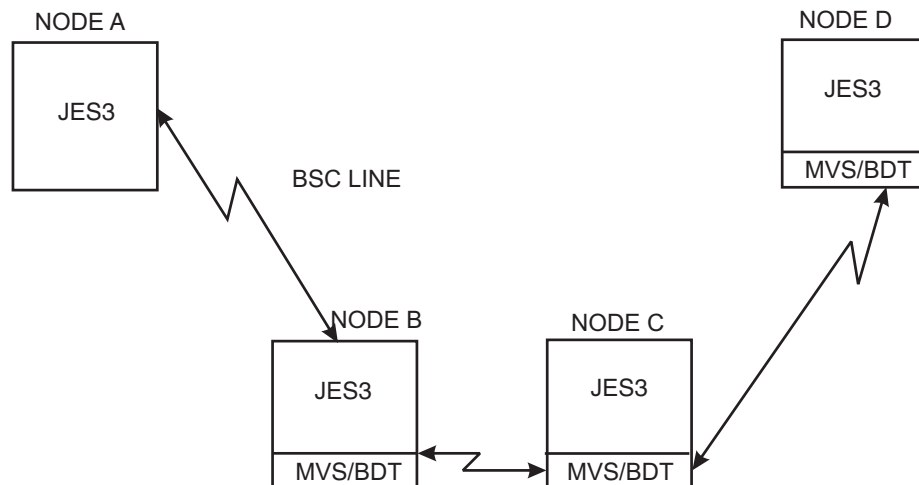 NODE A
JES3
BSC LINE
NODE D
JES3
MVS/BDT
NODE B
JES3
MVS/BDT
NODE C
JES3
MVS/BDT